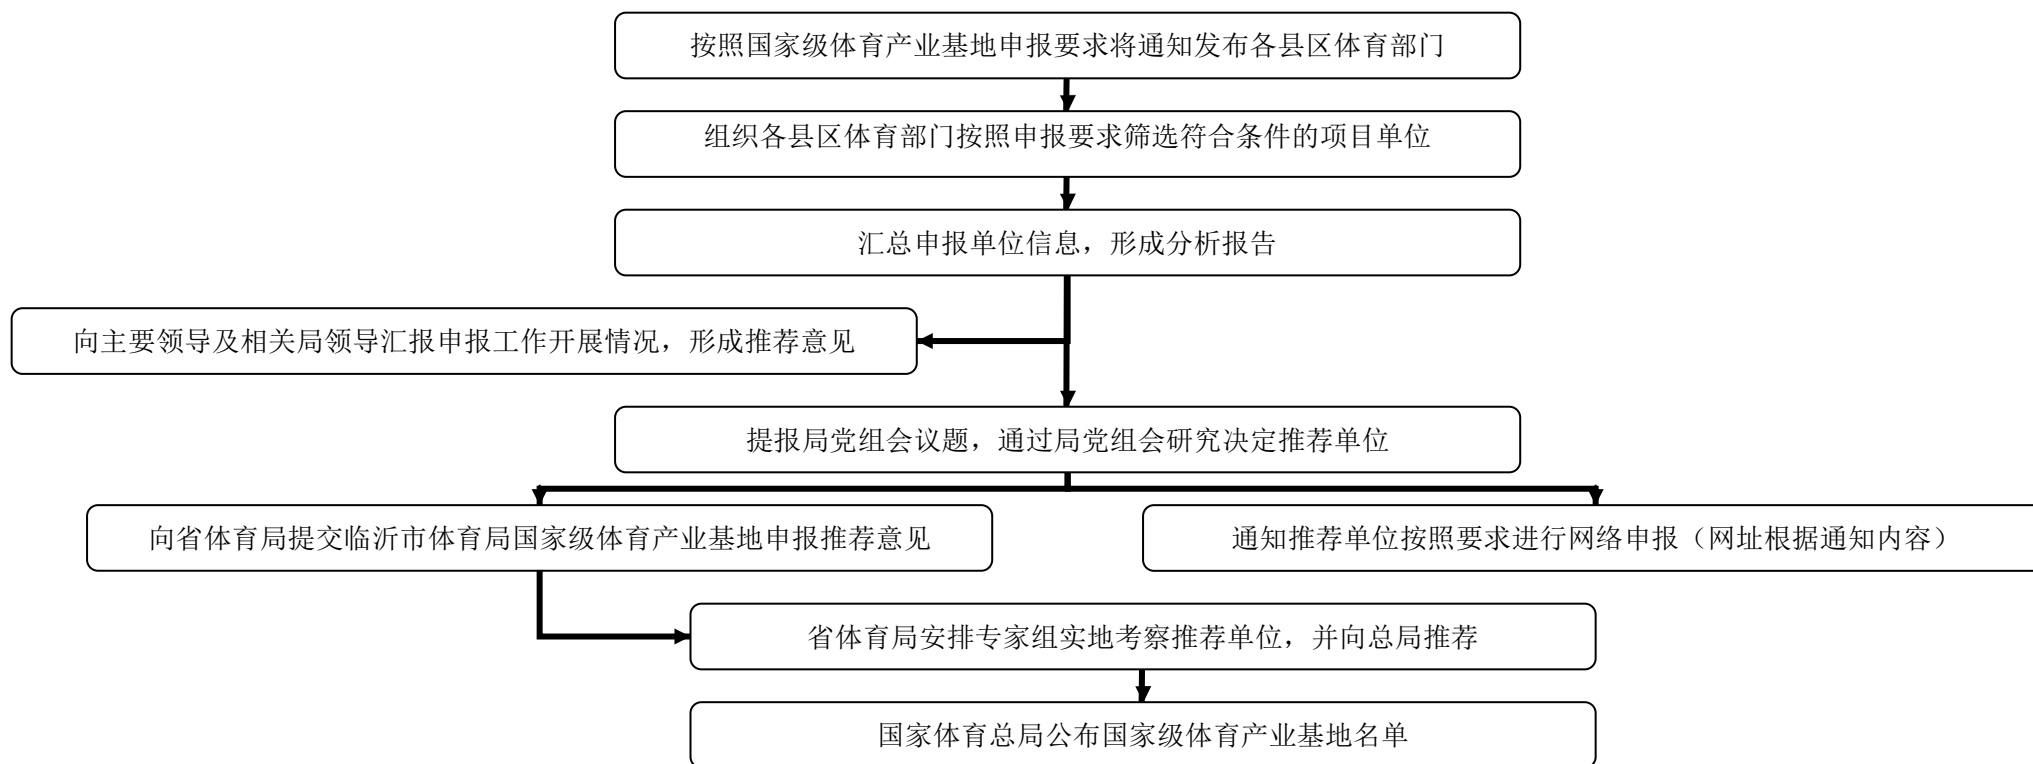 按照国家级体育产业基地申报要求将通知发布各县区体育部门
组织各县区体育部门按照申报要求筛选符合条件的项目单位
汇总申报单位信息，形成分析报告
向主要领导及相关局领导汇报申报工作开展情况，形成推荐意见
提报局党组会议题，通过局党组会研究决定推荐单位
向省体育局提交临沂市体育局国家级体育产业基地申报推荐意见
通知推荐单位按照要求进行网络申报（网址根据通知内容）
省体育局安排专家组实地考察推荐单位，并向总局推荐
国家体育总局公布国家级体育产业基地名单